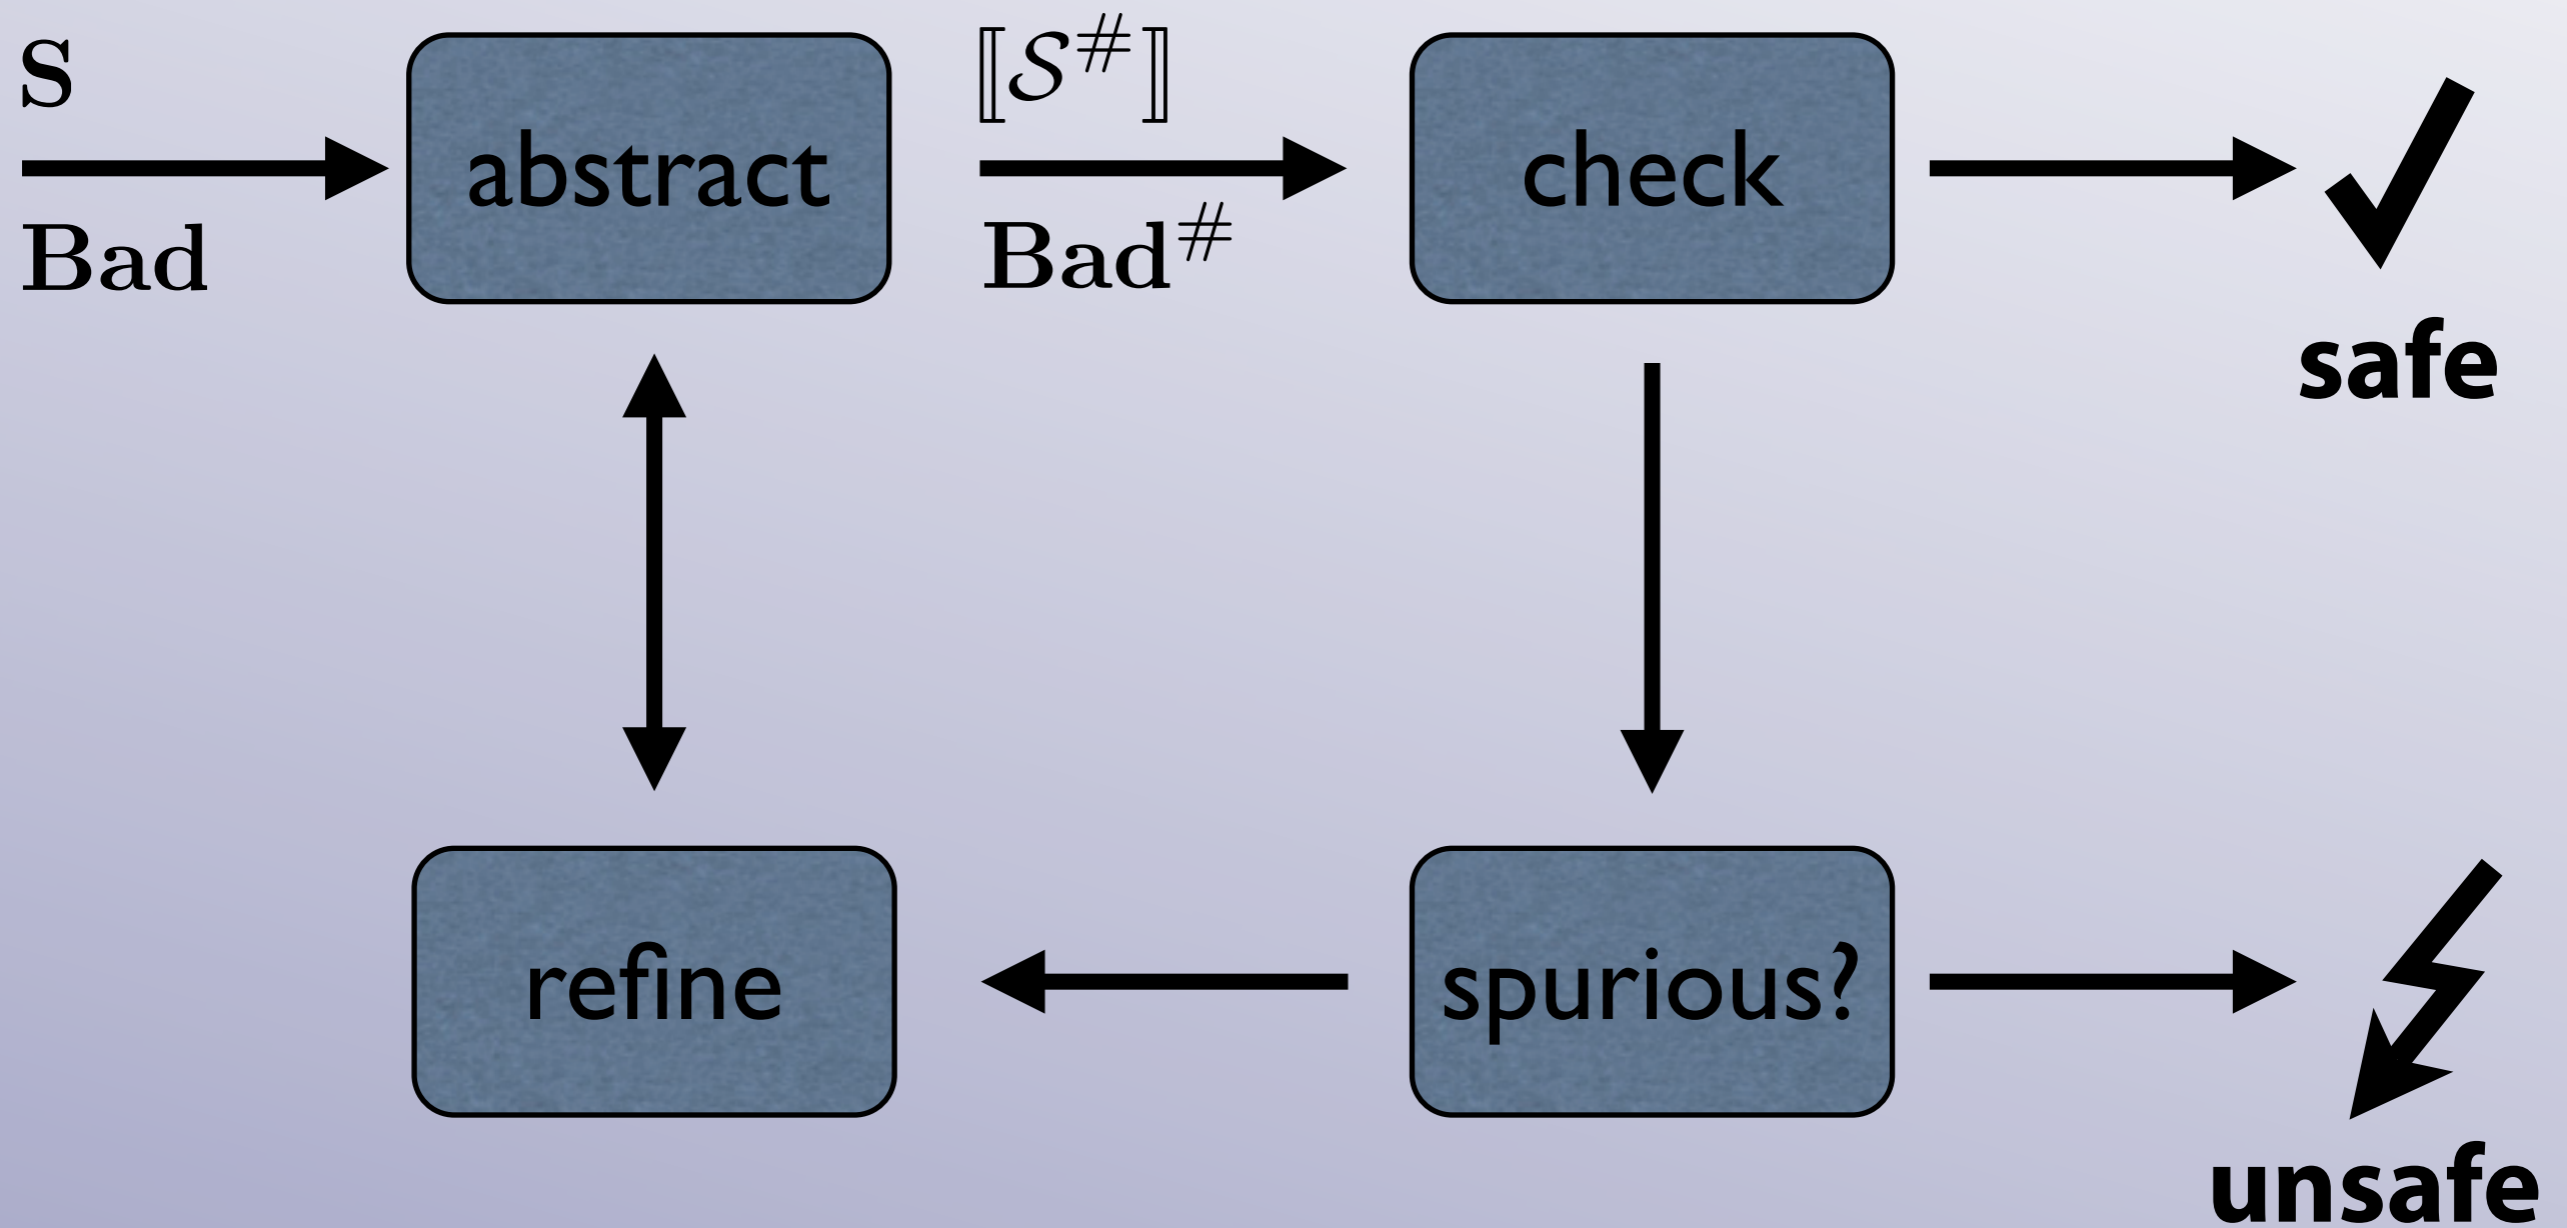 S
Bad
abstract
⟦𝒮^#⟧
Bad^#
check
safe
refine
spurious?
unsafe